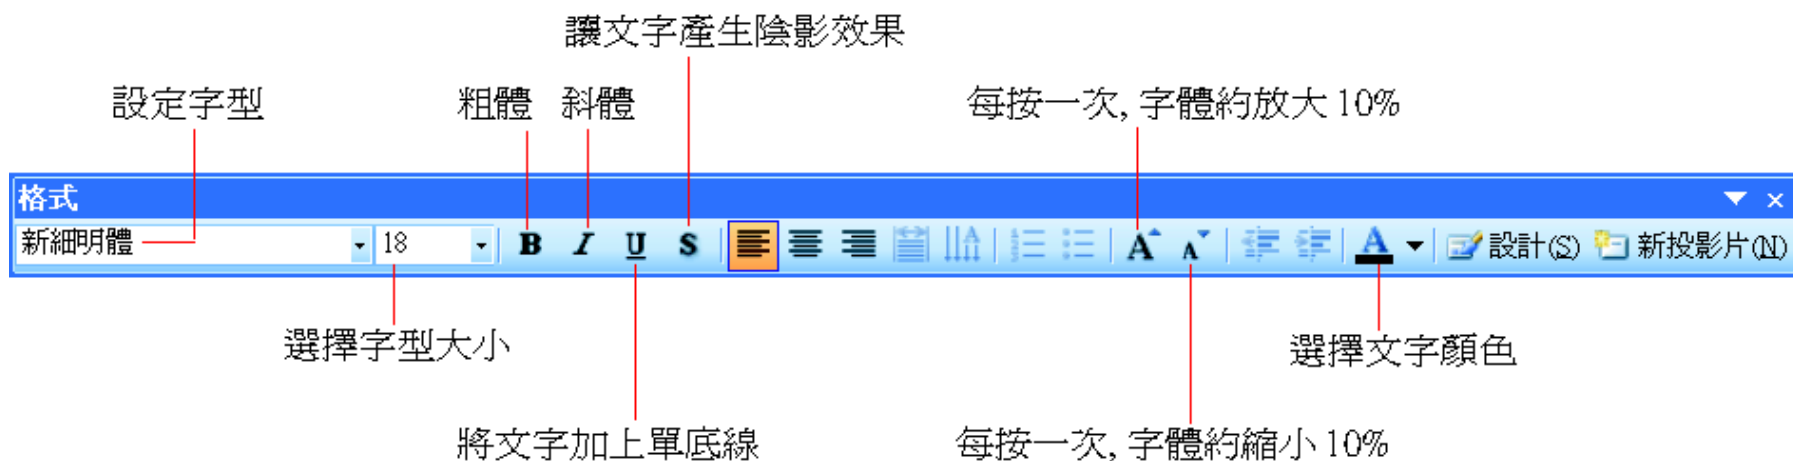 讓文字產生陰影效果
設定字型
粗體
斜體
每按一次, 字體約放大 10%
格式
新細明體 18 B I U S A A A 設計(S) 新投影片(N)
選擇字型大小
選擇文字顏色
將文字加上單底線
每按一次, 字體約縮小 10%